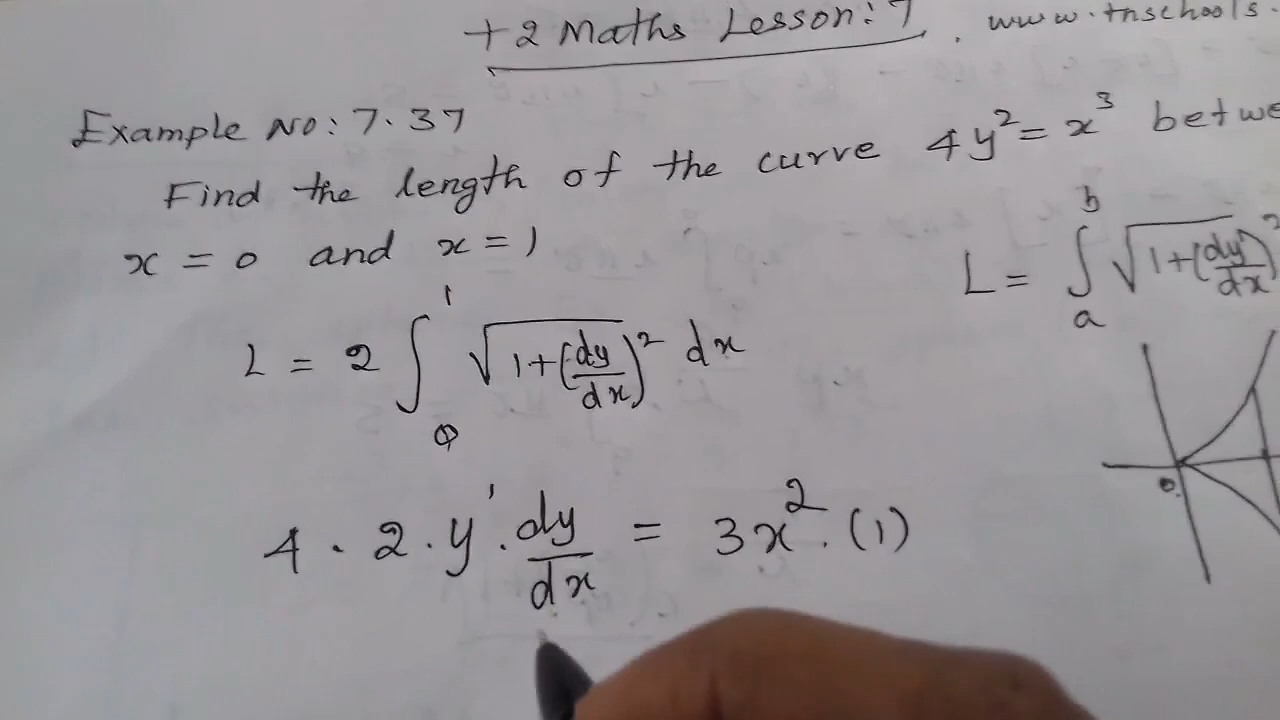 +2 Maths Lesson: 7 . www.tnschools.
Example No: 7.37
Find the length of the curve 4y² = x³
x = 0 and x = 1
L = ∫ₐᵇ √1+(dy/dx)²
L = 2 ∫₀¹ √1+(dy/dx)² dx
o
4 · 2 · y¹ · dy/dx = 3x² · (1)